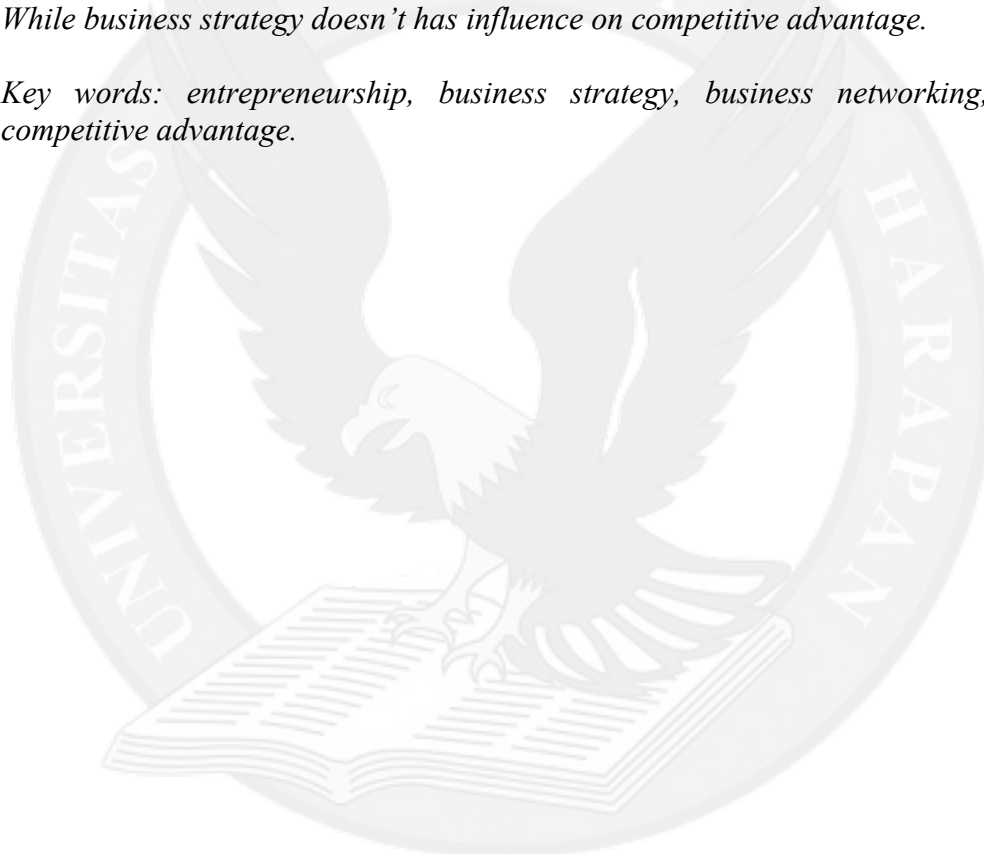 While business strategy doesn’t has influence on competitive advantage.
Key words: entrepreneurship, business strategy, business networking,
competitive advantage.
UNIVERSITAS
HARAPAN